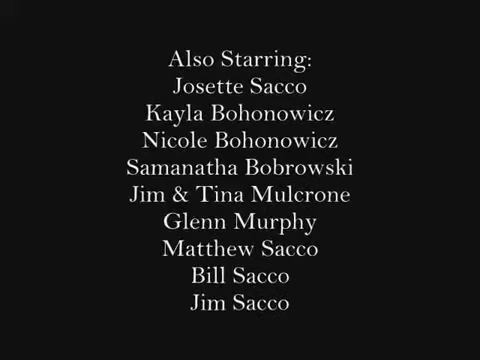 Also Starring:
Josette Sacco
Kayla Bohonowicz
Nicole Bohonowicz
Samanatha Bobrowski
Jim & Tina Mulcrone
Glenn Murphy
Matthew Sacco
Bill Sacco
Jim Sacco